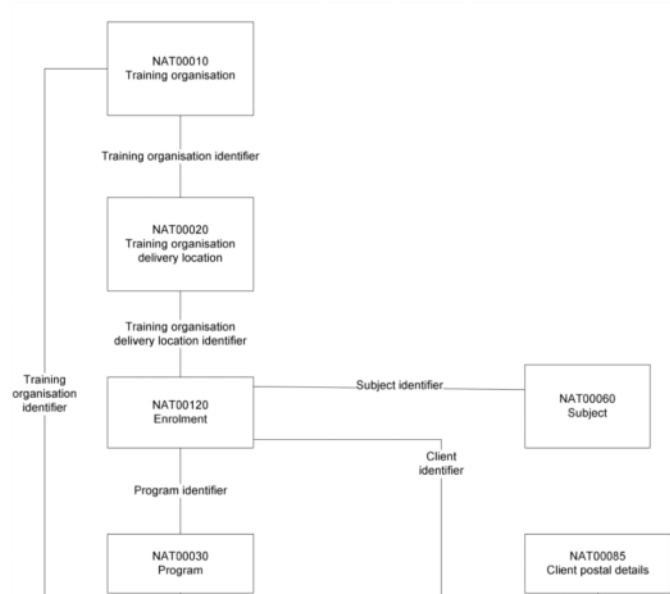 NAT00010
Training organisation
Training organisation identifier
NAT00020
Training organisation
delivery location
Training organisation
delivery location identifier
Training
organisation
identifier
Subject identifier
NAT00120
Enrolment
NAT00060
Subject
Client
identifier
Program identifier
NAT00030
Program
NAT00085
Client postal details